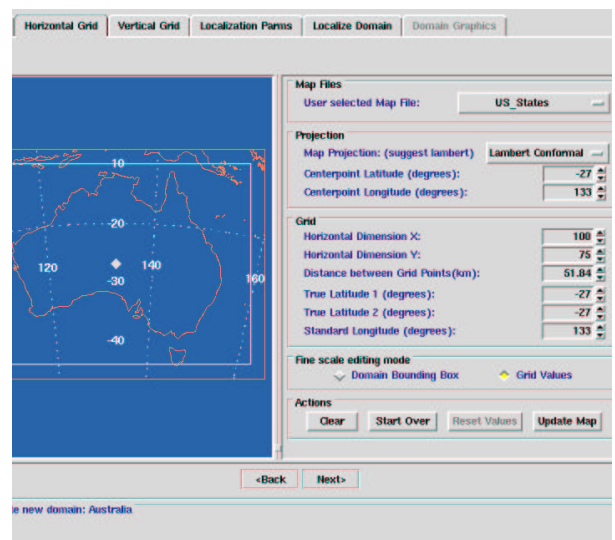 Horizontal Grid Vertical Grid Localization Parms Localize Domain Domain Graphics
Map Files
User selected Map File: US_States
Projection
Map Projection: (suggest lambert) Lambert Conformal
Centerpoint Latitude (degrees): -27
Centerpoint Longitude (degrees): 133
Grid
Horizontal Dimension X: 100
Horizontal Dimension Y: 75
Distance between Grid Points(km): 51.84
True Latitude 1 (degrees): -27
True Latitude 2 (degrees): -27
Standard Longitude (degrees): 133
Fine scale editing mode
Domain Bounding Box Grid Values
Actions
Clear Start Over Reset Values Update Map
10
-20
120 140 160
-30
-40
<Back Next>
e new domain: Australia